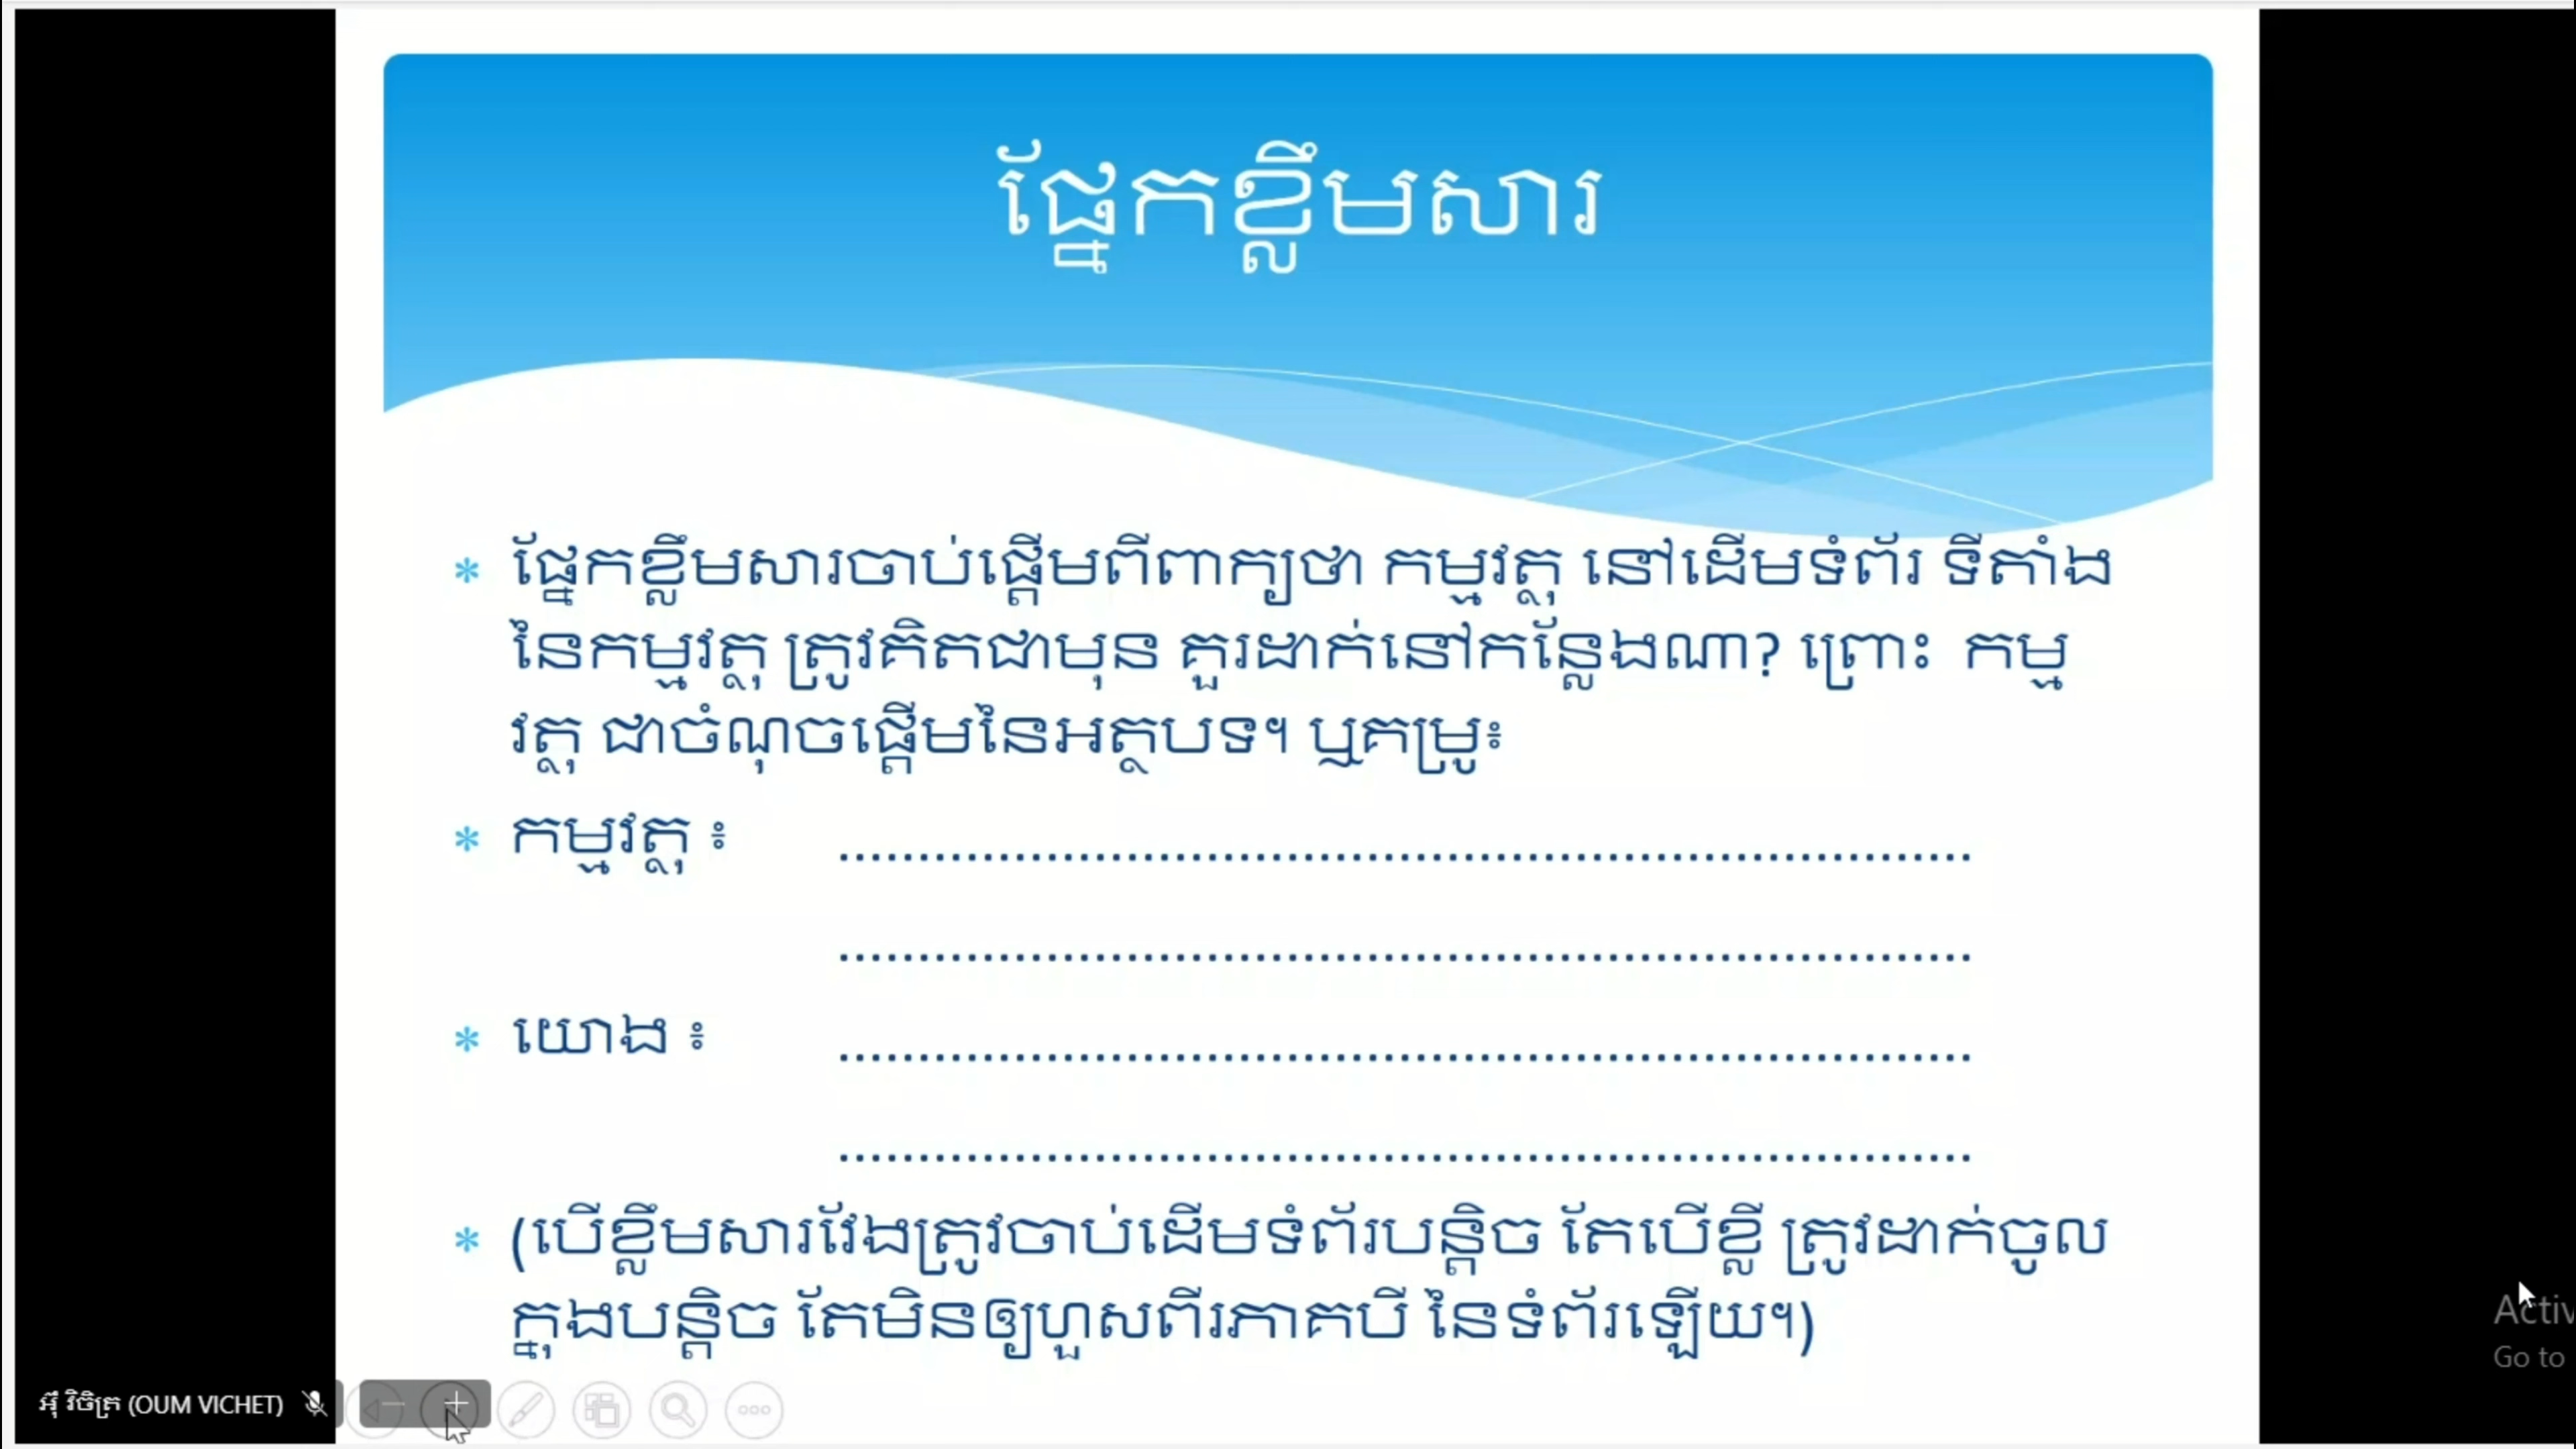 ផ្នែកខ្លឹមសារ
* ផ្នែកខ្លឹមសារចាប់ផ្តើមពីពាក្យថា កម្មវត្ថុ នៅដើមទំព័រ ទីតាំង
នៃកម្មវត្ថុ ត្រូវគិតជាមុន គួរដាក់នៅកន្លែងណា? ព្រោះ កម្ម
វត្ថុ ជាចំណុចផ្តើមនៃអត្ថបទ។ ឬគម្រូ៖
* កម្មវត្ថុ ៖ ........................................................................
........................................................................
* យោង ៖ ........................................................................
........................................................................
* (បើខ្លឹមសារវែងត្រូវចាប់ដើមទំព័របន្តិច តែបើខ្លី ត្រូវដាក់ចូល
ក្នុងបន្តិច តែមិនឲ្យហួសពីរភាគបី នៃទំព័រឡើយ។)
អ៊ុំ វិចិត្រ (OUM VICHET)
Activ
Go to